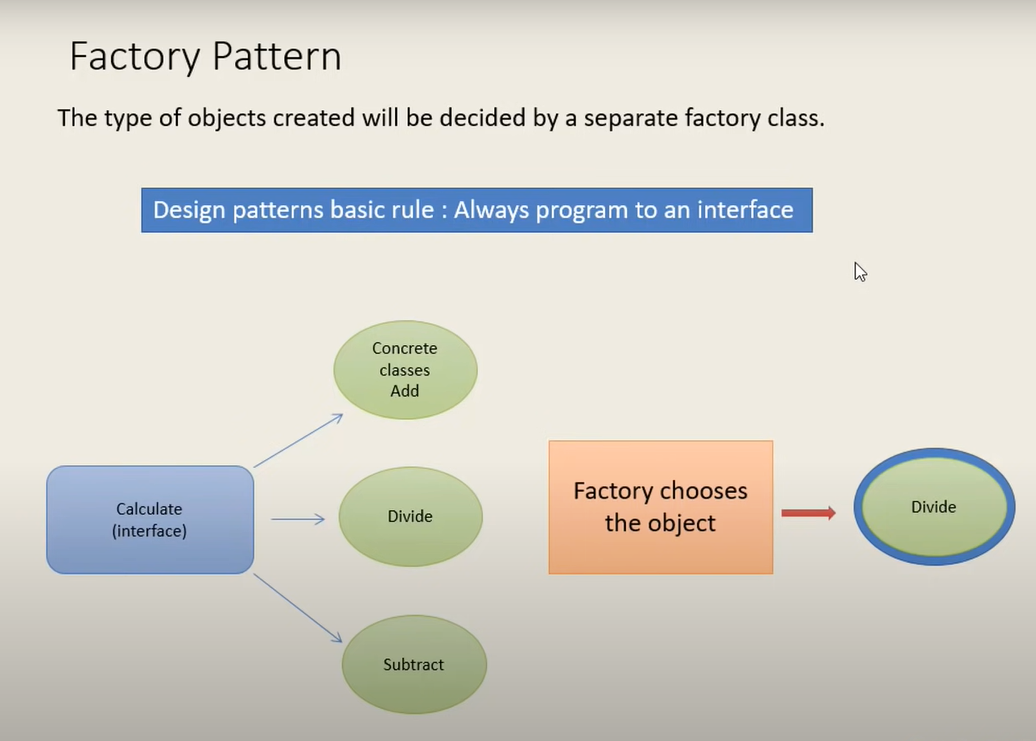 Factory Pattern
The type of objects created will be decided by a separate factory class.
Design patterns basic rule : Always program to an interface
Concrete
classes
Add
Calculate
(interface)
Divide
Subtract
Factory chooses
the object
Divide